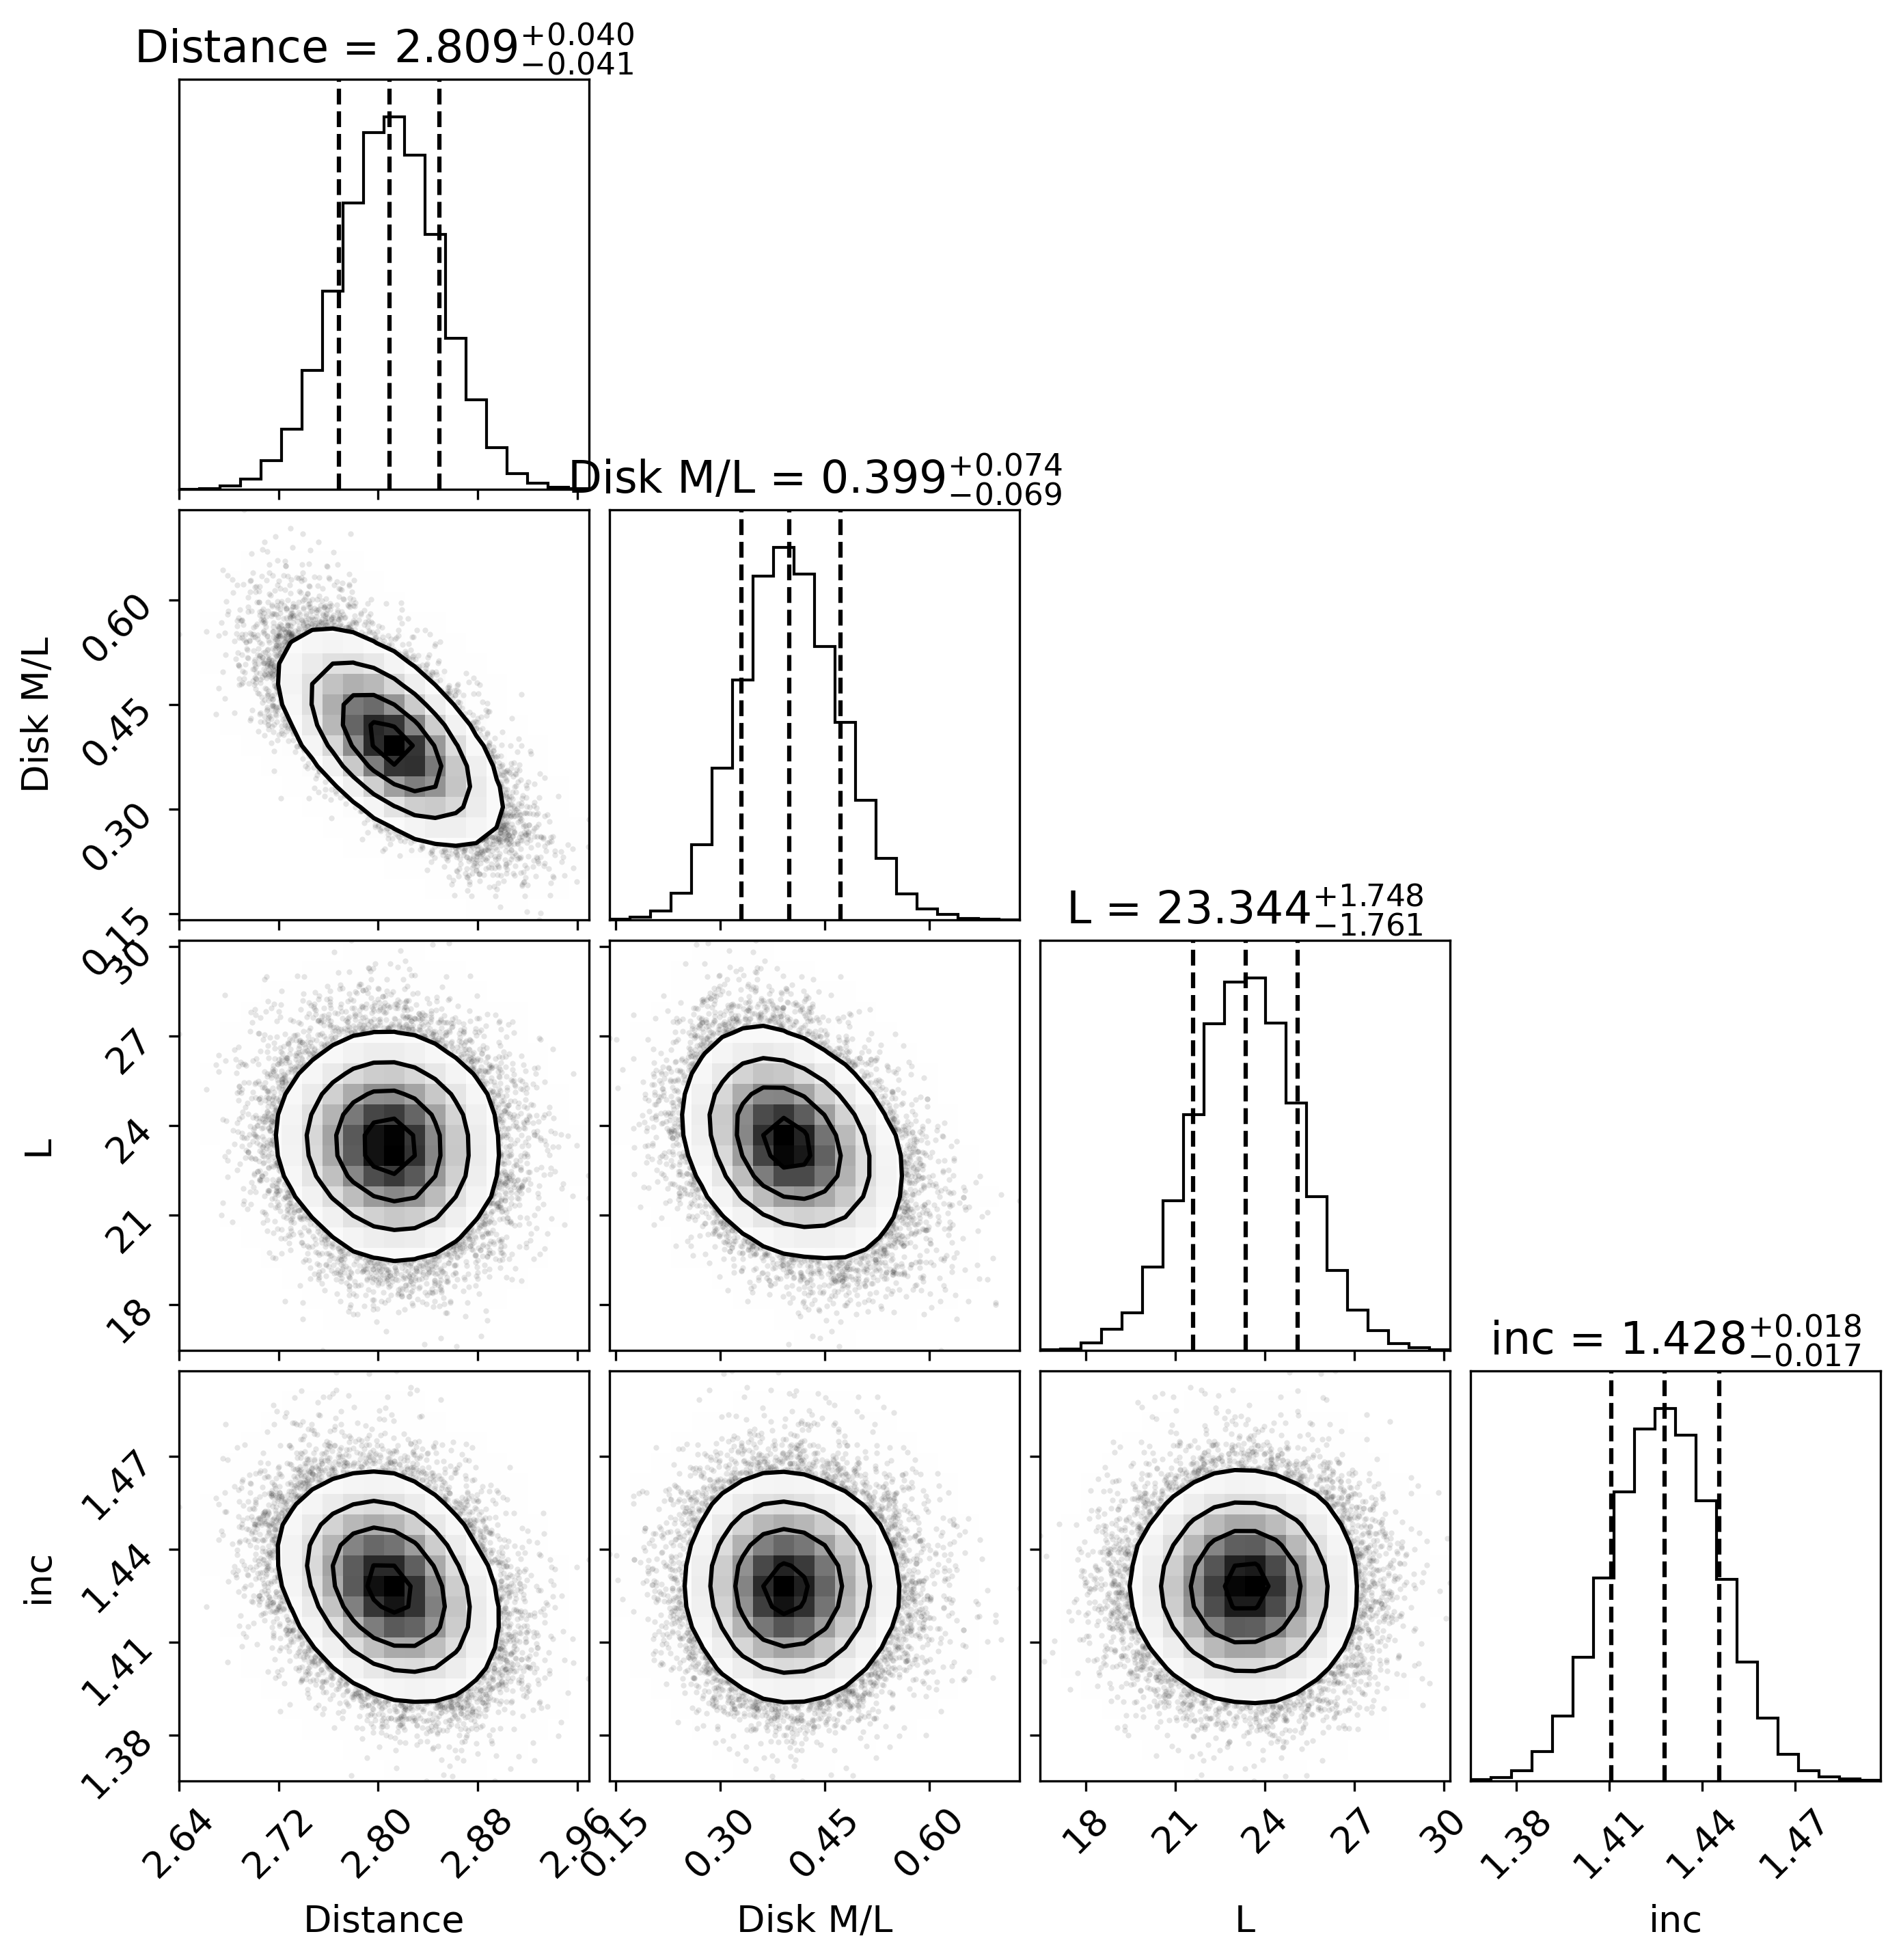 Distance = 2.809+0.040−0.041
Disk M/L = 0.399+0.074−0.069
Disk M/L
0.60
0.45
0.30
0.15
L = 23.344+1.748−1.761
L
30
27
24
21
18
inc = 1.428+0.018−0.017
inc
1.47
1.44
1.41
1.38
2.64 2.72 2.80 2.88 2.96 0.15 0.30 0.45 0.60 18 21 24 27 30 1.38 1.41 1.44 1.47
Distance Disk M/L L inc